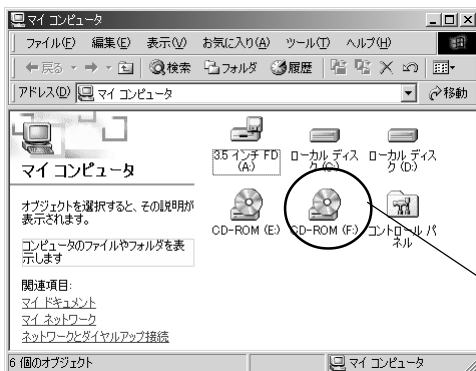 マイ コンピュータ
ファイル(F) 編集(E) 表示(V) お気に入り(A) ツール(T) ヘルプ(H)
戻る 検索 フォルダ 履歴
アドレス(D) マイ コンピュータ 移動
マイ コンピュータ
オブジェクトを選択すると、その説明が
表示されます。
コンピュータのファイルやフォルダを表
示します
関連項目:
マイ ドキュメント
マイ ネットワーク
ネットワークとダイヤルアップ接続
3.5 インチ FD
(A:)
ローカル ディス
ク (C:)
ローカル ディス
ク (D:)
CD-ROM (E:)
CD-ROM (F:)
コントロール パ
ネル
6 個のオブジェクト
マイ コンピュータ